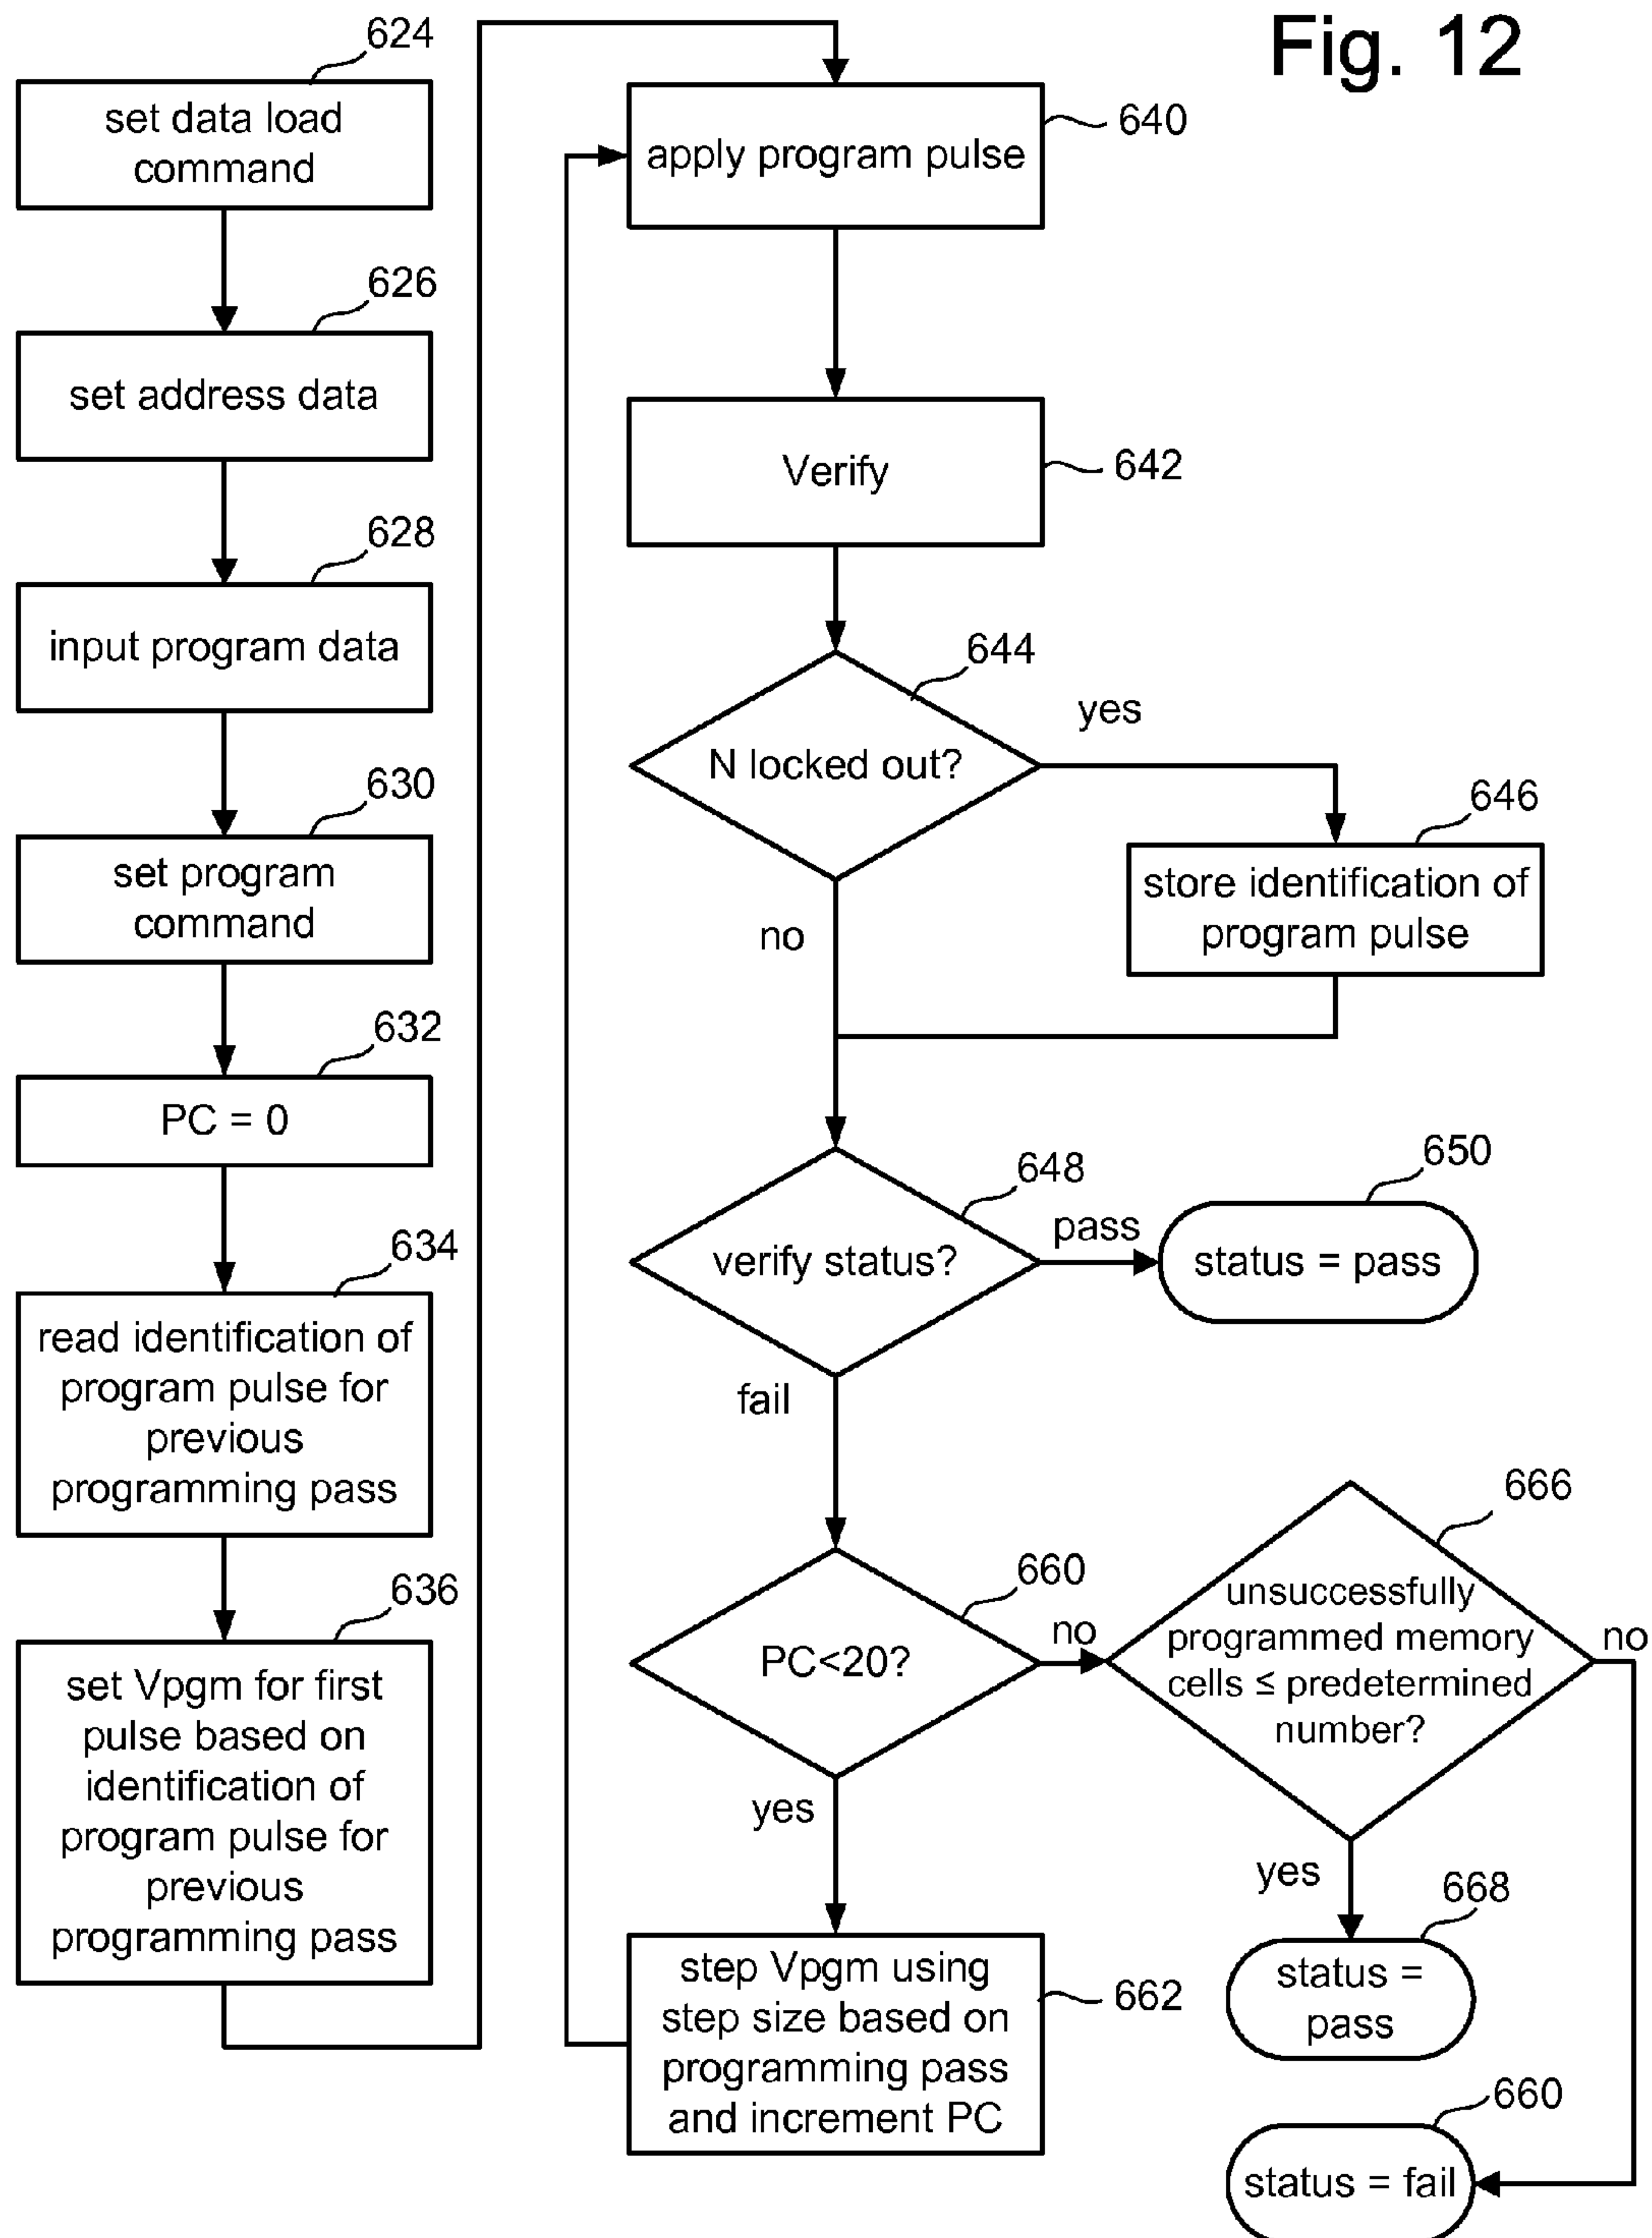 Fig. 12
624
set data load
command
626
set address data
628
input program data
630
set program
command
632
PC = 0
634
read identification of
program pulse for
previous
programming pass
636
set Vpgm for first
pulse based on
identification of
program pulse for
previous
programming pass
640
apply program pulse
642
Verify
644
N locked out?
yes
no
646
store identification of
program pulse
648
verify status?
pass
650
status = pass
fail
660
PC<20?
no
yes
666
unsuccessfully
programmed memory
cells ≤ predetermined
number?
no
yes
668
status =
pass
662
step Vpgm using
step size based on
programming pass
and increment PC
660
status = fail